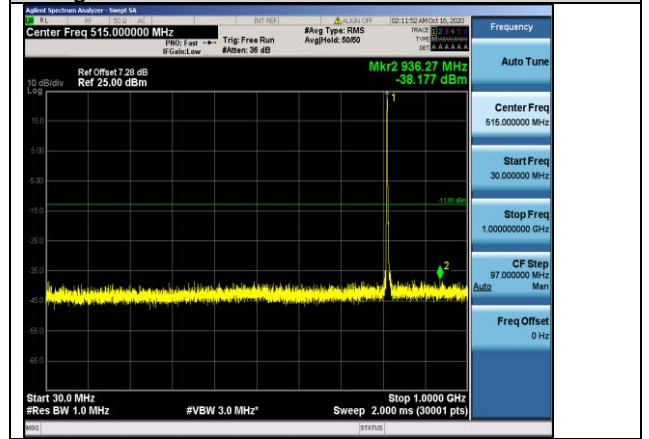 Agilent Spectrum Analyzer - Swept SA
RL RF 50 Ω AC INT REF ALIGN OFF 02:11:52 AM Oct 16, 2020
Center Freq 515.000000 MHz
PNO: Fast
IFGain:Low
Trig: Free Run
#Atten: 36 dB
#Avg Type: RMS
Avg|Hold: 50/50
TRACE 1 2 3 4 5 6
TYPE
DET A A A A A A
Frequency
Mkr2 936.27 MHz
-38.177 dBm
Ref Offset 7.28 dB
10 dB/div Ref 25.00 dBm
Log
1
15.0
5.00
-5.00
-13.00 dBm
-15.0
-25.0
-35.0
2
-45.0
-55.0
-65.0
Start 30.0 MHz Stop 1.0000 GHz
#Res BW 1.0 MHz #VBW 3.0 MHz* Sweep 2.000 ms (30001 pts)
MSG STATUS
Auto Tune
Center Freq
515.000000 MHz
Start Freq
30.000000 MHz
Stop Freq
1.000000000 GHz
CF Step
97.000000 MHz
Auto Man
Freq Offset
0 Hz